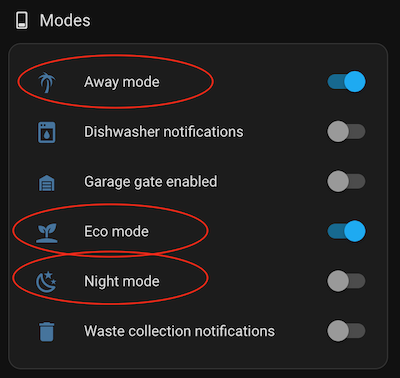 Modes
Away mode
Dishwasher notifications
Garage gate enabled
Eco mode
Night mode
Waste collection notifications